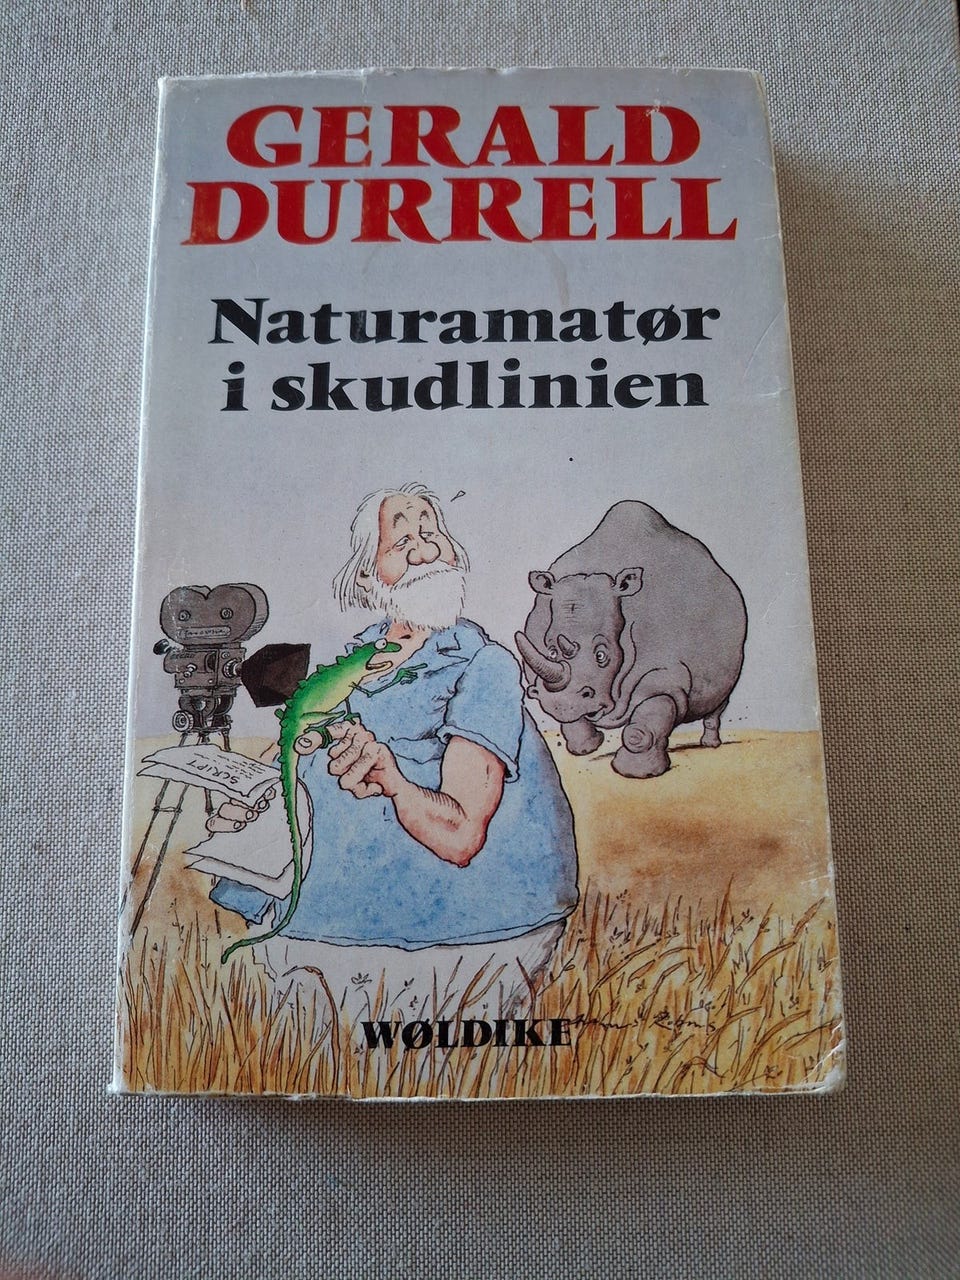 GERALD
DURRELL
Naturamatør
i skudlinien
SCRIPT
WØLDIKE